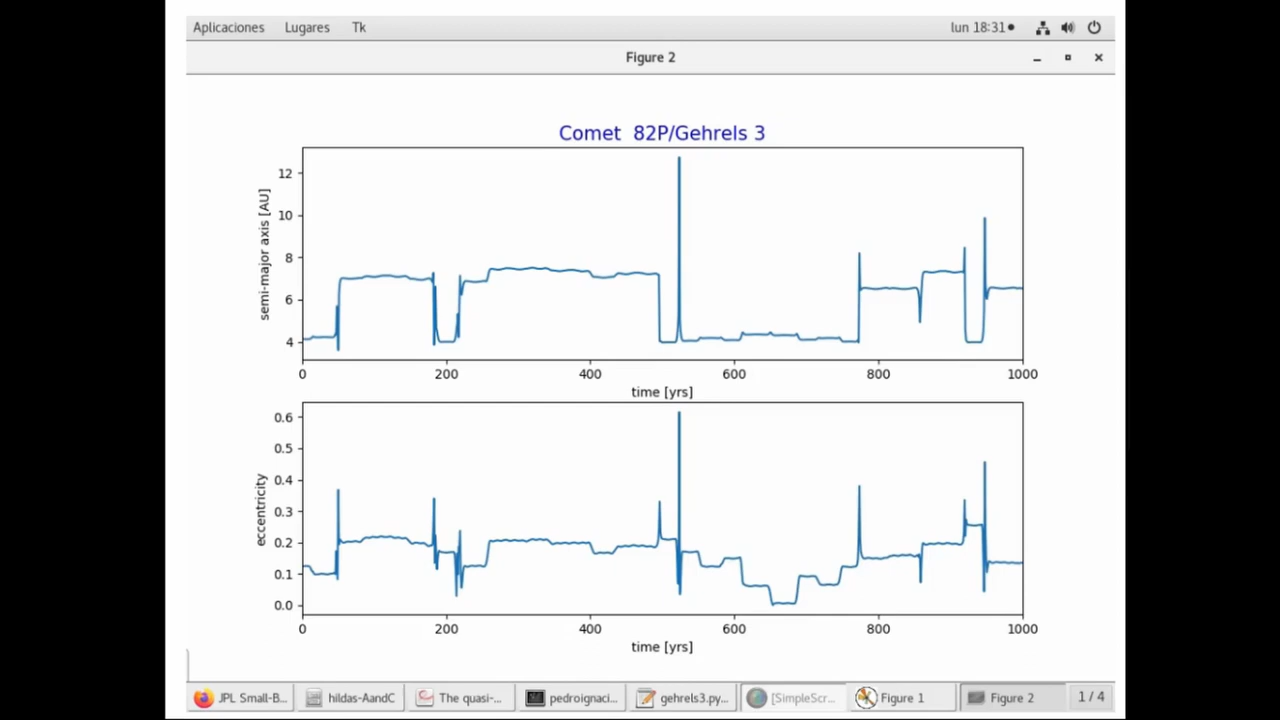 Aplicaciones Lugares Tk lun 18:31
Figure 2
Comet 82P/Gehrels 3
semi-major axis [AU]
12
10
8
6
4
0 200 400 600 800 1000
time [yrs]
eccentricity
0.6
0.5
0.4
0.3
0.2
0.1
0.0
0 200 400 600 800 1000
time [yrs]
JPL Small-B... hildas-AandC The quasi-... pedroignaci... gehrels3.py... [SimpleScr... Figure 1 Figure 2 1 / 4